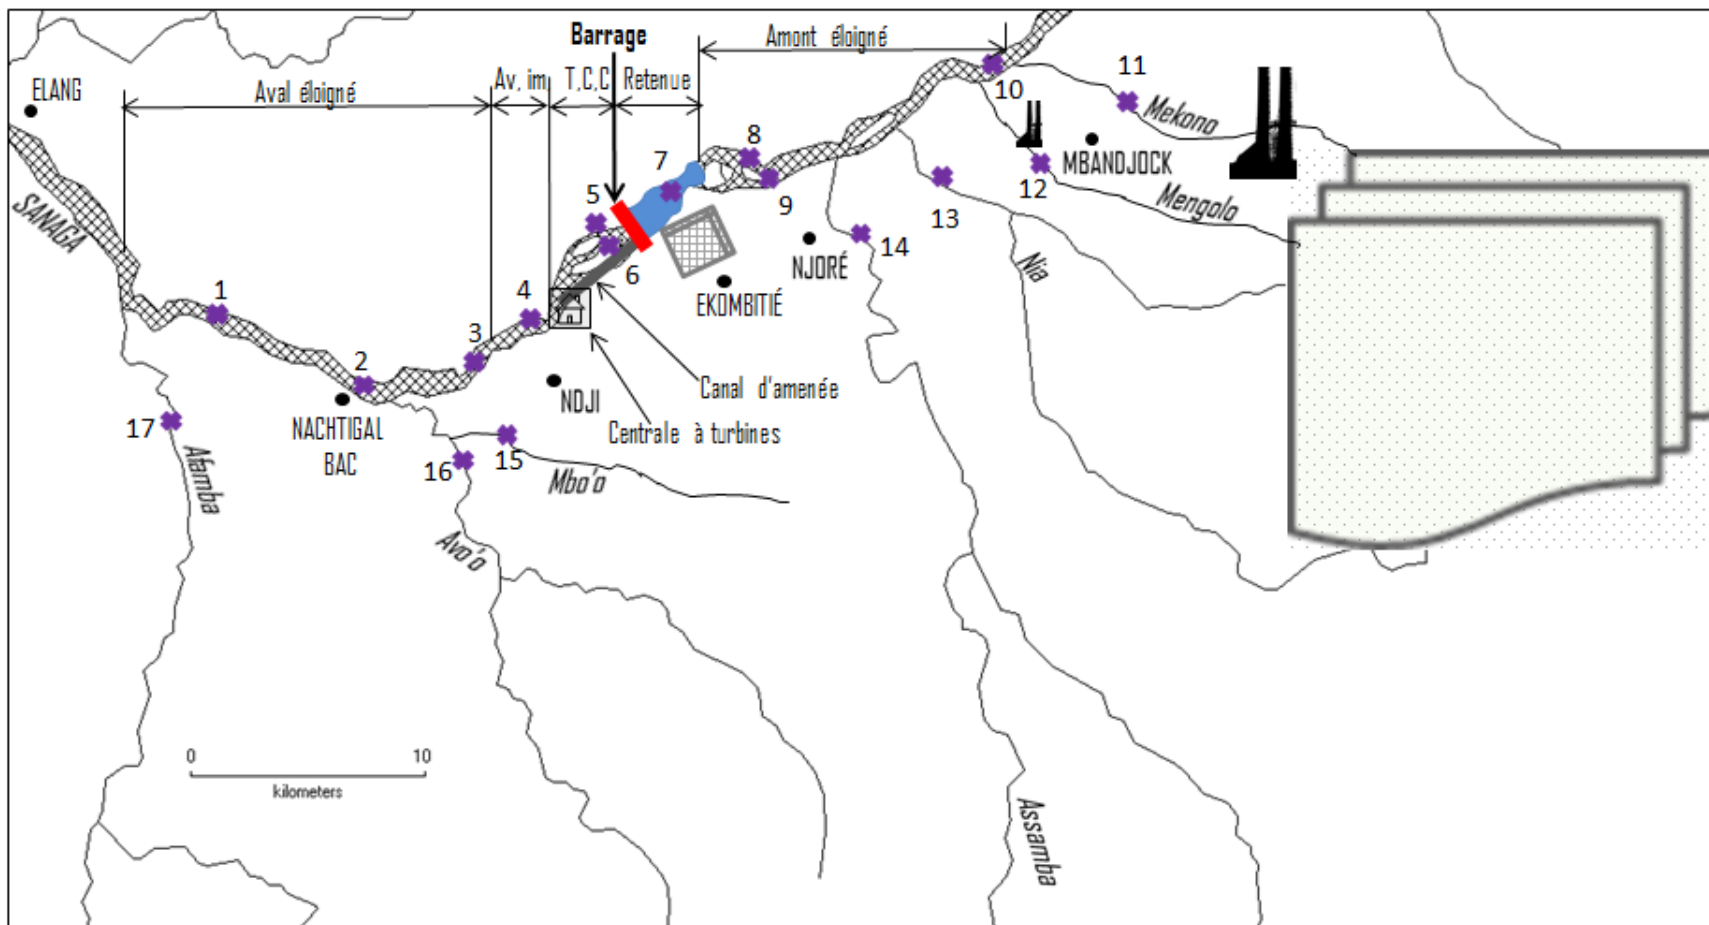 Barrage
Amont éloigné
ELANG
Aval éloigné
Av, im
T,C,C
Retenue
10
11
Mekono
8
MBANDJOCK
7
12
Mengolo
SANAGA
5
9
13
14
6
NJORÉ
Nia
1
4
EKOMBITIÉ
3
2
NDJI
Canal d'amenée
17
NACHTIGAL
BAC
Centrale à turbines
Afamba
16
15
Mbo'o
Avo'o
0
10
kilometers
Assamba